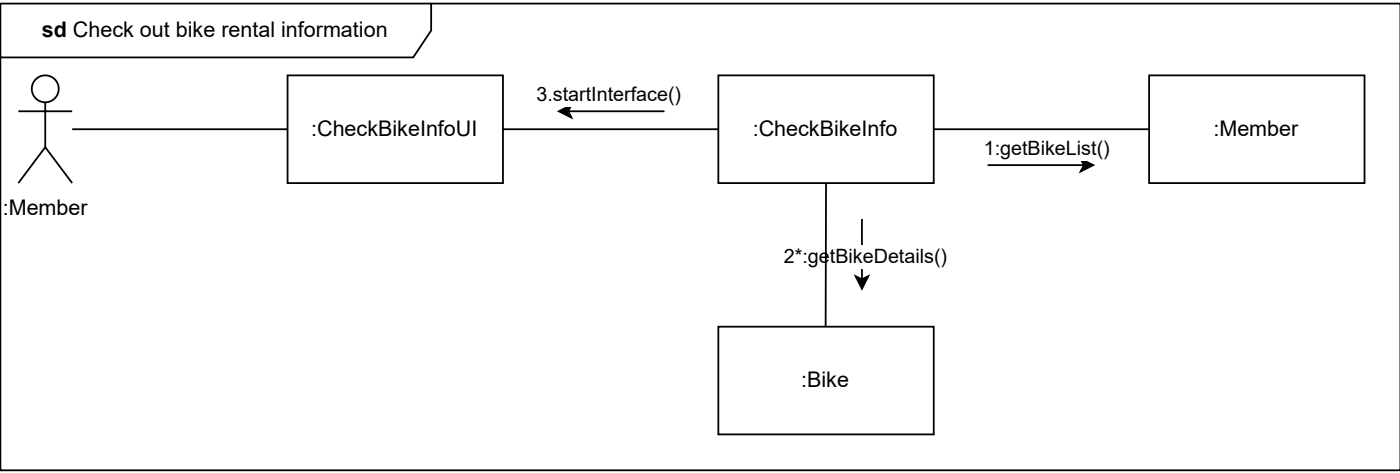 sd Check out bike rental information
3.startInterface()
:CheckBikeInfoUI
:CheckBikeInfo
:Member
1:getBikeList()
:Member
2*:getBikeDetails()
:Bike